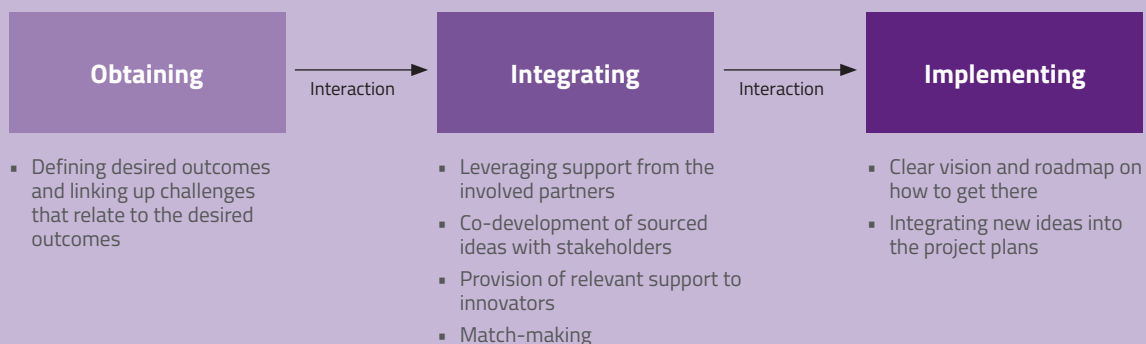 Obtaining
Interaction
Integrating
Interaction
Implementing
▪ Defining desired outcomes
and linking up challenges
that relate to the desired
outcomes
▪ Leveraging support from the
involved partners
▪ Co-development of sourced
ideas with stakeholders
▪ Provision of relevant support to
innovators
▪ Match-making
▪ Clear vision and roadmap on
how to get there
▪ Integrating new ideas into
the project plans